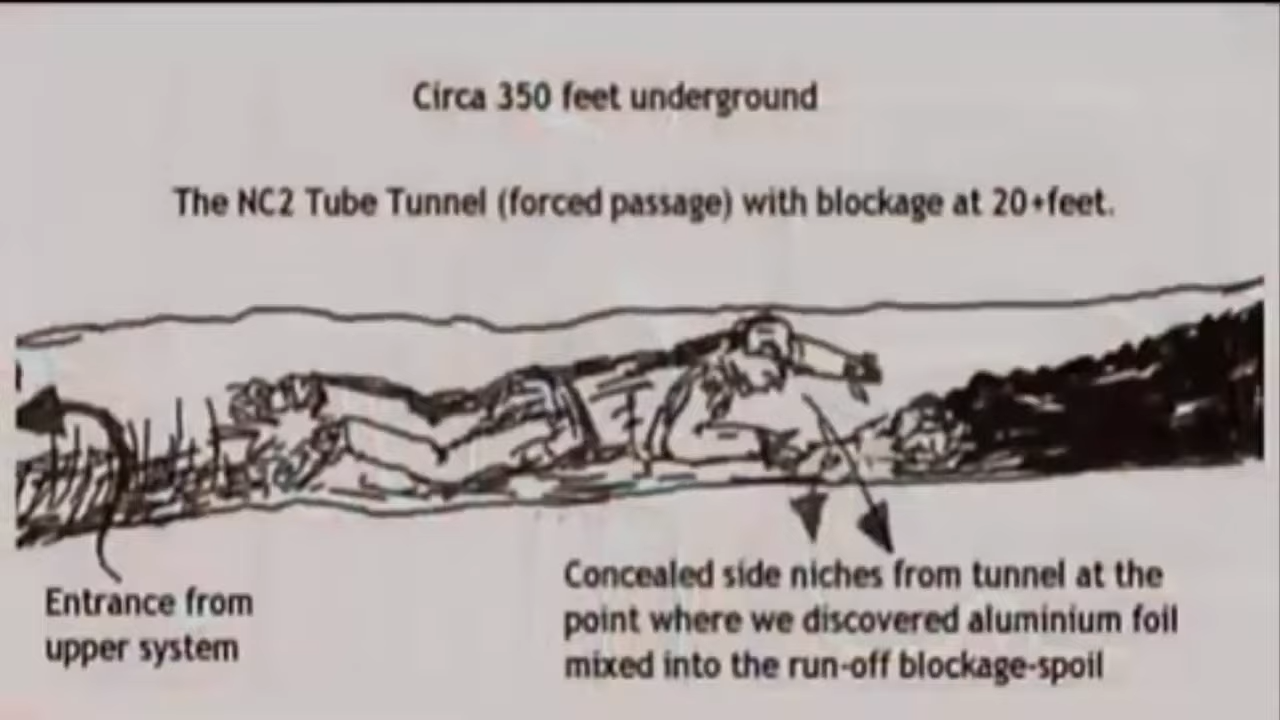 Circa 350 feet underground
The NC2 Tube Tunnel (forced passage) with blockage at 20+feet.
Entrance from
upper system
Concealed side niches from tunnel at the
point where we discovered aluminium foil
mixed into the run-off blockage-spoil